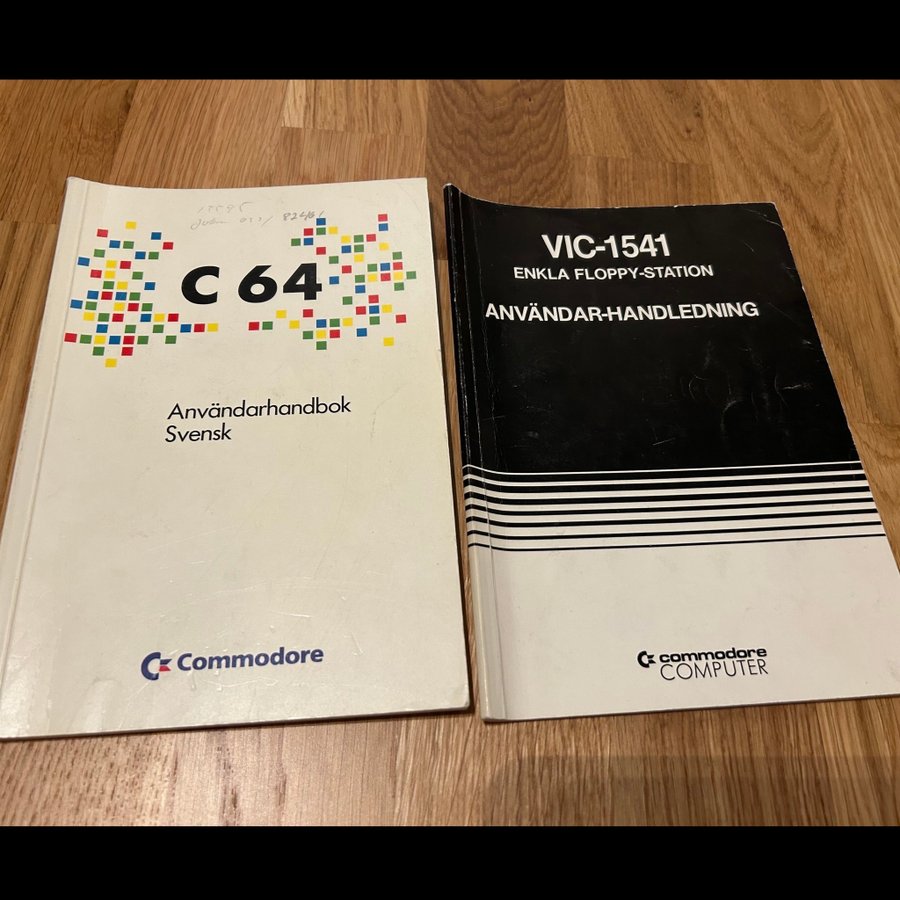 C 64
Användarhandbok
Svensk
Commodore
VIC-1541
ENKLA FLOPPY-STATION
ANVÄNDAR-HANDLEDNING
commodore
COMPUTER